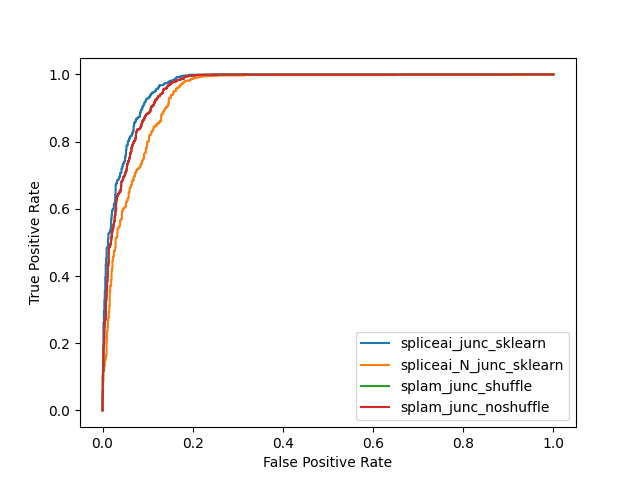 1.0
0.8
0.6
0.4
0.2
0.0
True Positive Rate
0.0 0.2 0.4 0.6 0.8 1.0
False Positive Rate
spliceai_junc_sklearn
spliceai_N_junc_sklearn
splam_junc_shuffle
splam_junc_noshuffle